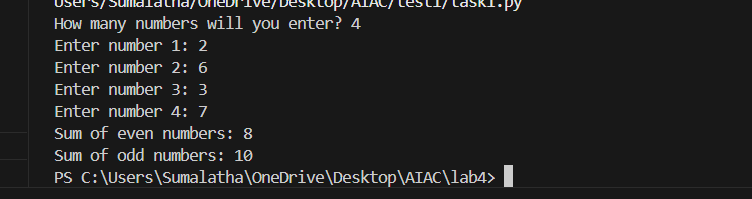 Users/Sumalatha/OneDrive/Desktop/AIAC/test1/task1.py
How many numbers will you enter? 4
Enter number 1: 2
Enter number 2: 6
Enter number 3: 3
Enter number 4: 7
Sum of even numbers: 8
Sum of odd numbers: 10
PS C:\Users\Sumalatha\OneDrive\Desktop\AIAC\lab4>